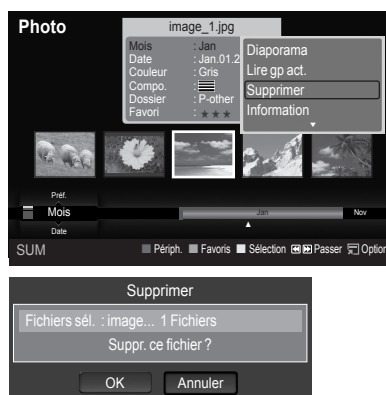 Photo
image_1.jpg
Mois : Jan
Date : Jan.01.2
Couleur : Gris
Compo. :
Dossier : P-other
Favori : ★★★
Diaporama
Lire gp act.
Supprimer
Information
Préf.
Mois
Date
Jan
Nov
SUM
Périph. Favoris Sélection Passer Option
Supprimer
Fichiers sél. : image... 1 Fichiers
Suppr. ce fichier ?
OK Annuler